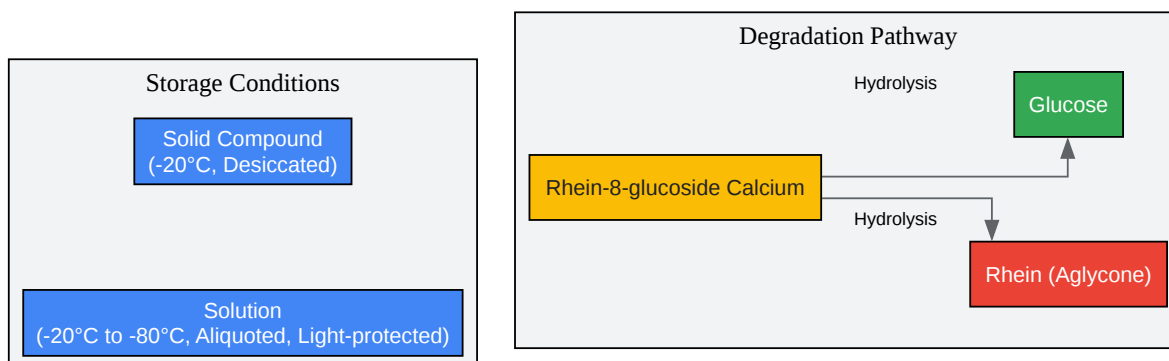 Storage Conditions
Solid Compound
(-20°C, Desiccated)
Solution
(-20°C to -80°C, Aliquoted, Light-protected)
Degradation Pathway
Hydrolysis
Glucose
Rhein-8-glucoside Calcium
Hydrolysis
Rhein (Aglycone)